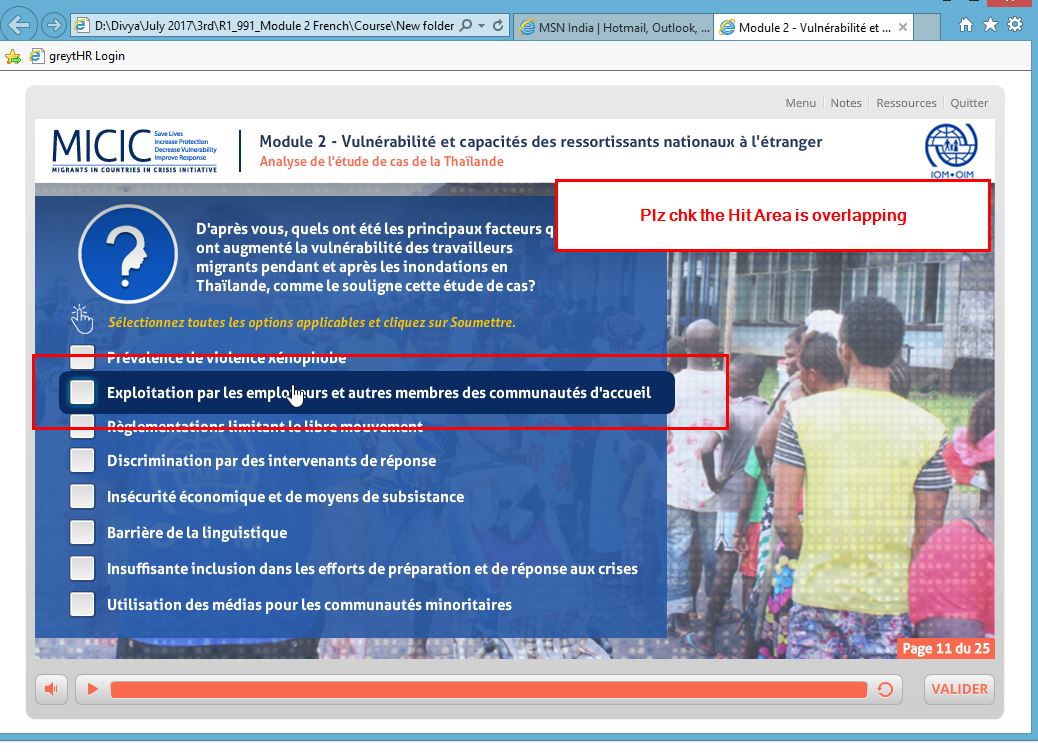 D:\Divya\July 2017\3rd\R1_991_Module 2 French\Course\New folder
MSN India | Hotmail, Outlook, ...
Module 2 - Vulnérabilité et ...
greytHR Login
Menu
Notes
Ressources
Quitter
MICIC
Save Lives
Increase Protection
Decrease Vulnerability
Improve Response
MIGRANTS IN COUNTRIES IN CRISIS INITIATIVE
Module 2 - Vulnérabilité et capacités des ressortissants nationaux à l'étranger
Analyse de l'étude de cas de la Thaïlande
IOM•OIM
Plz chk the Hit Area is overlapping
?
D'après vous, quels ont été les principaux facteurs q
ont augmenté la vulnérabilité des travailleurs
migrants pendant et après les inondations en
Thaïlande, comme le souligne cette étude de cas?
Sélectionnez toutes les options applicables et cliquez sur Soumettre.
Prévalence de violence xénophobe
Exploitation par les employeurs et autres membres des communautés d'accueil
Règlementations limitant le libre mouvement
Discrimination par des intervenants de réponse
Insécurité économique et de moyens de subsistance
Barrière de la linguistique
Insuffisante inclusion dans les efforts de préparation et de réponse aux crises
Utilisation des médias pour les communautés minoritaires
Page 11 du 25
VALIDER